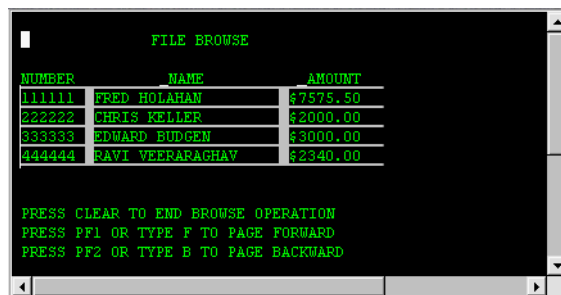 FILE BROWSE
NUMBER _NAME _AMOUNT
111111 FRED HOLAHAN $7575.50
222222 CHRIS KELLER $2000.00
333333 EDWARD BUDGEN $3000.00
444444 RAVI VEERARAGHAV $2340.00
PRESS CLEAR TO END BROWSE OPERATION
PRESS PF1 OR TYPE F TO PAGE FORWARD
PRESS PF2 OR TYPE B TO PAGE BACKWARD